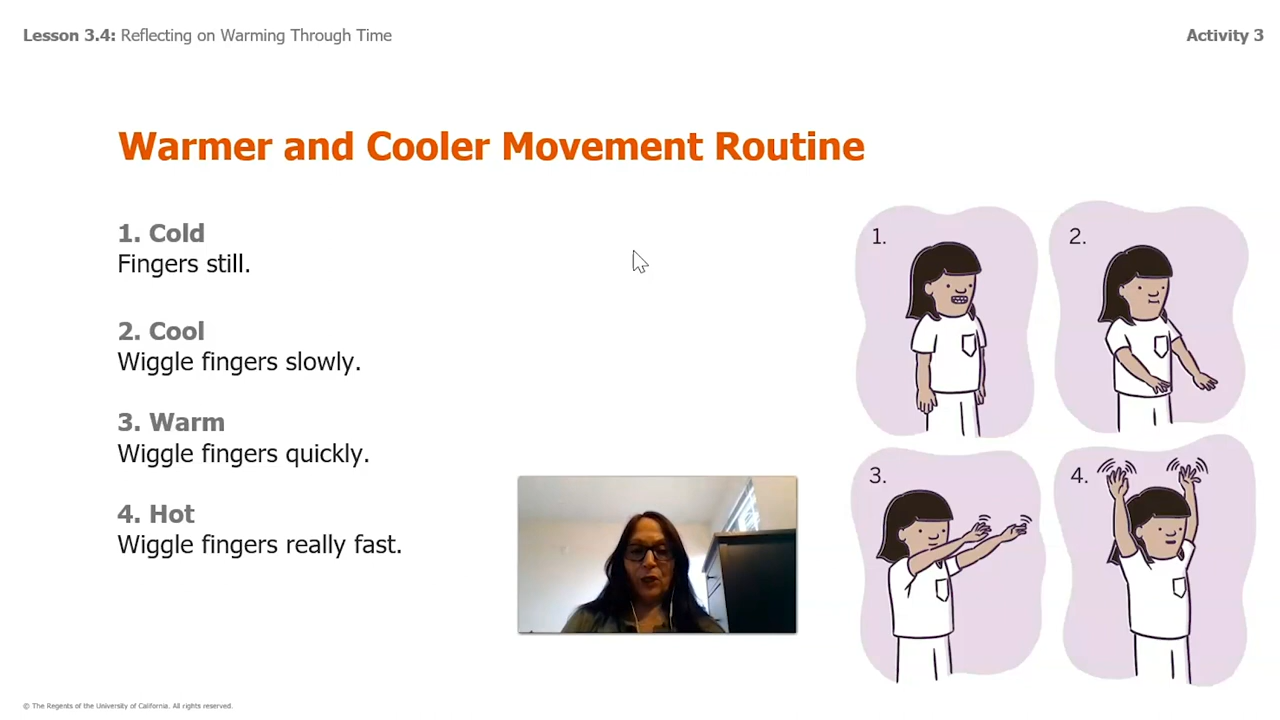 Lesson 3.4: Reflecting on Warming Through Time
Activity 3
Warmer and Cooler Movement Routine
1. Cold
Fingers still.
2. Cool
Wiggle fingers slowly.
3. Warm
Wiggle fingers quickly.
4. Hot
Wiggle fingers really fast.
1.
2.
3.
4.
© The Regents of the University of California. All rights reserved.